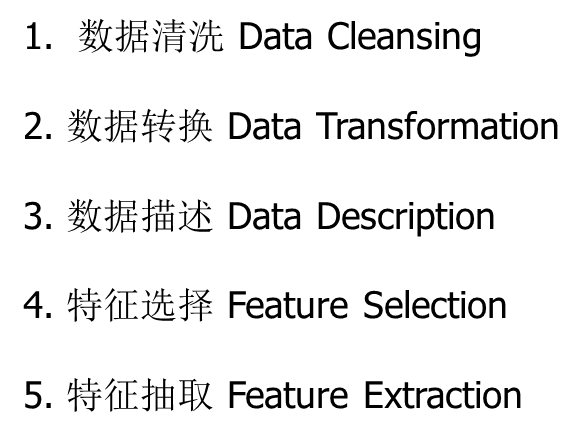 1. 数据清洗 Data Cleansing
2. 数据转换 Data Transformation
3. 数据描述 Data Description
4. 特征选择 Feature Selection
5. 特征抽取 Feature Extraction